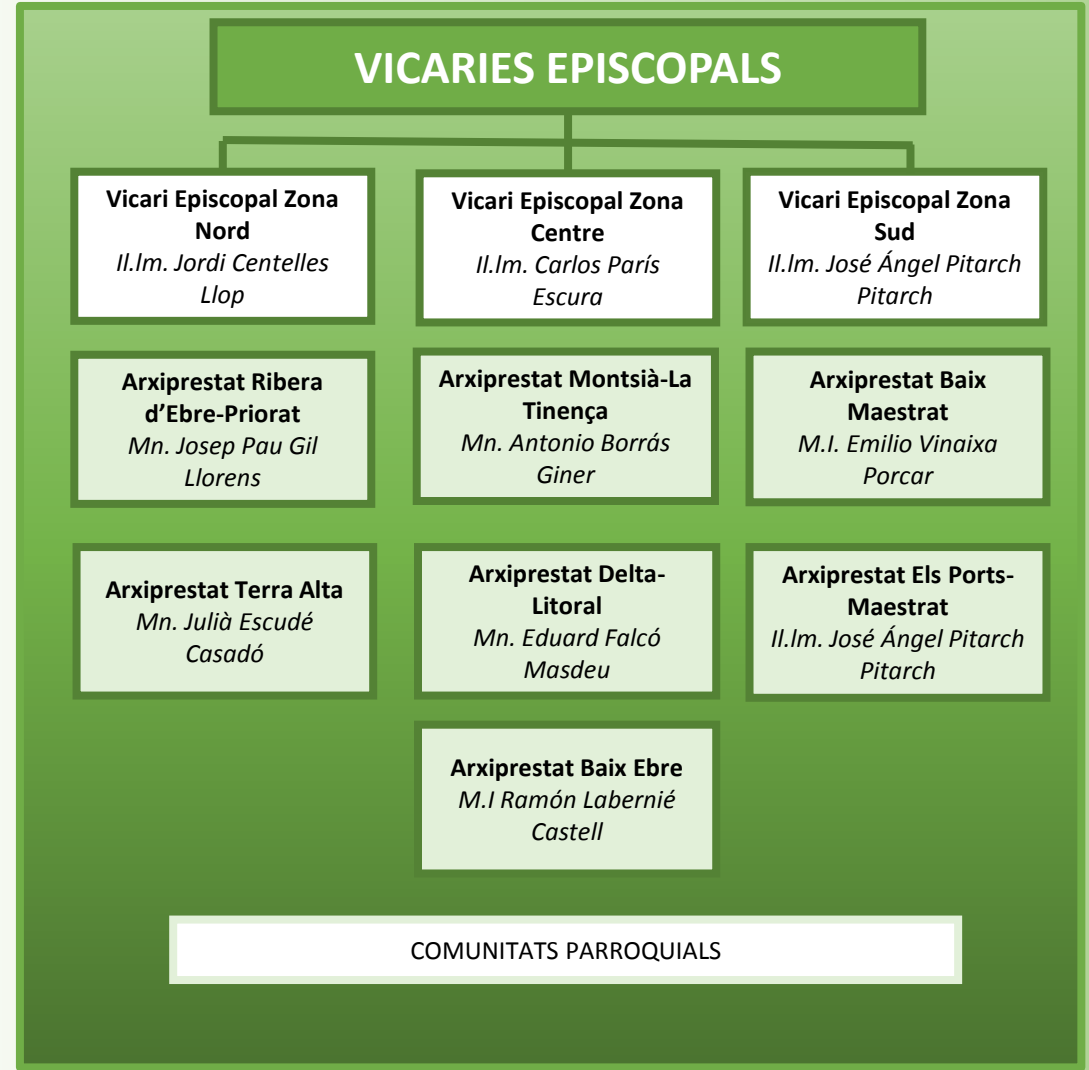 VICARIES EPISCOPALS
Vicari Episcopal Zona
Nord
Il.lm. Jordi Centelles
Llop
Vicari Episcopal Zona
Centre
Il.lm. Carlos París
Escura
Vicari Episcopal Zona
Sud
Il.lm. José Ángel Pitarch
Pitarch
Arxiprestat Ribera
d’Ebre-Priorat
Mn. Josep Pau Gil
Llorens
Arxiprestat Montsià-La
Tinença
Mn. Antonio Borrás
Giner
Arxiprestat Baix
Maestrat
M.I. Emilio Vinaixa
Porcar
Arxiprestat Terra Alta
Mn. Julià Escudé
Casadó
Arxiprestat Delta-
Litoral
Mn. Eduard Falcó
Masdeu
Arxiprestat Els Ports-
Maestrat
Il.lm. José Ángel Pitarch
Pitarch
Arxiprestat Baix Ebre
M.I Ramón Labernié
Castell
COMUNITATS PARROQUIALS